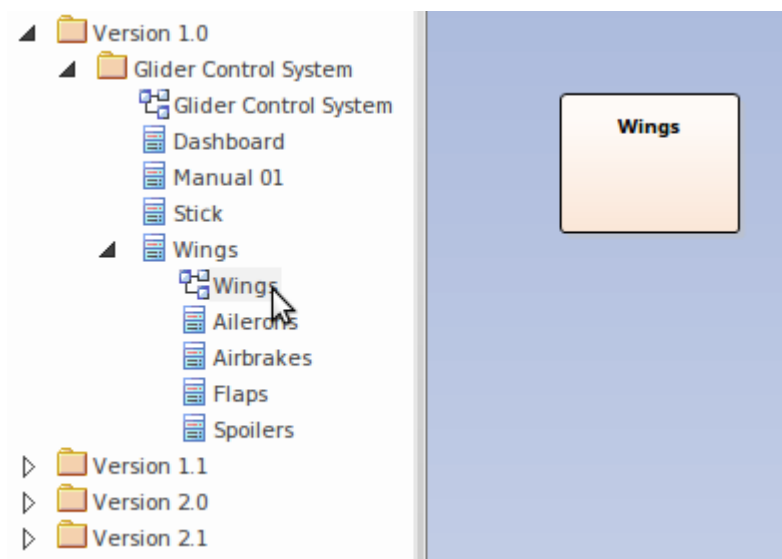 Version 1.0
Glider Control System
Glider Control System
Dashboard
Manual 01
Stick
Wings
Wings
Ailerons
Airbrakes
Flaps
Spoilers
Version 1.1
Version 2.0
Version 2.1
Wings